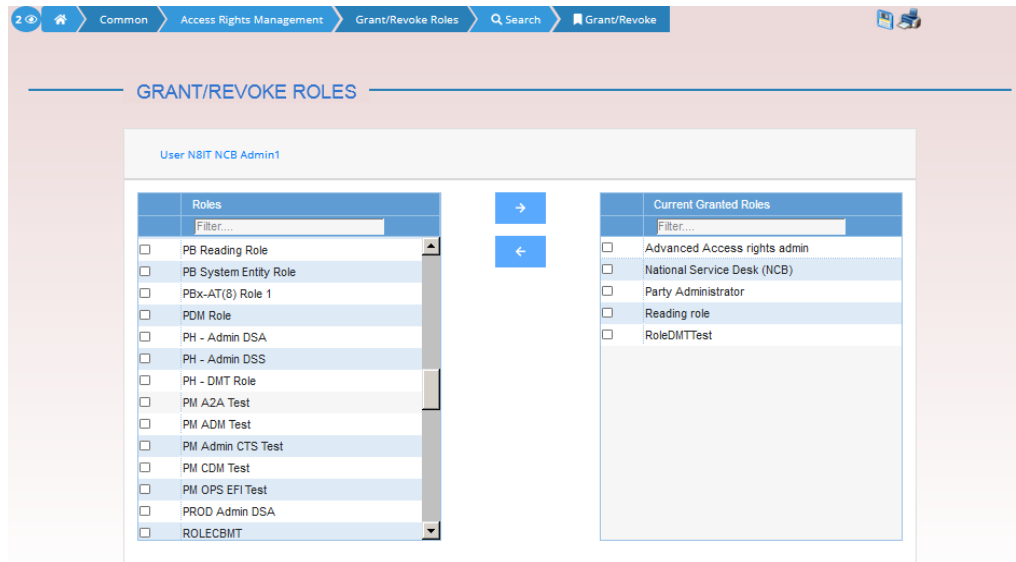 2 Common Access Rights Management Grant/Revoke Roles Search Grant/Revoke
GRANT/REVOKE ROLES
User N8IT NCB Admin1
Roles
Filter....
PB Reading Role
PB System Entity Role
PBx-AT(8) Role 1
PDM Role
PH - Admin DSA
PH - Admin DSS
PH - DMT Role
PM A2A Test
PM ADM Test
PM Admin CTS Test
PM CDM Test
PM OPS EFI Test
PROD Admin DSA
ROLECBMT
Current Granted Roles
Filter....
Advanced Access rights admin
National Service Desk (NCB)
Party Administrator
Reading role
RoleDMTTest